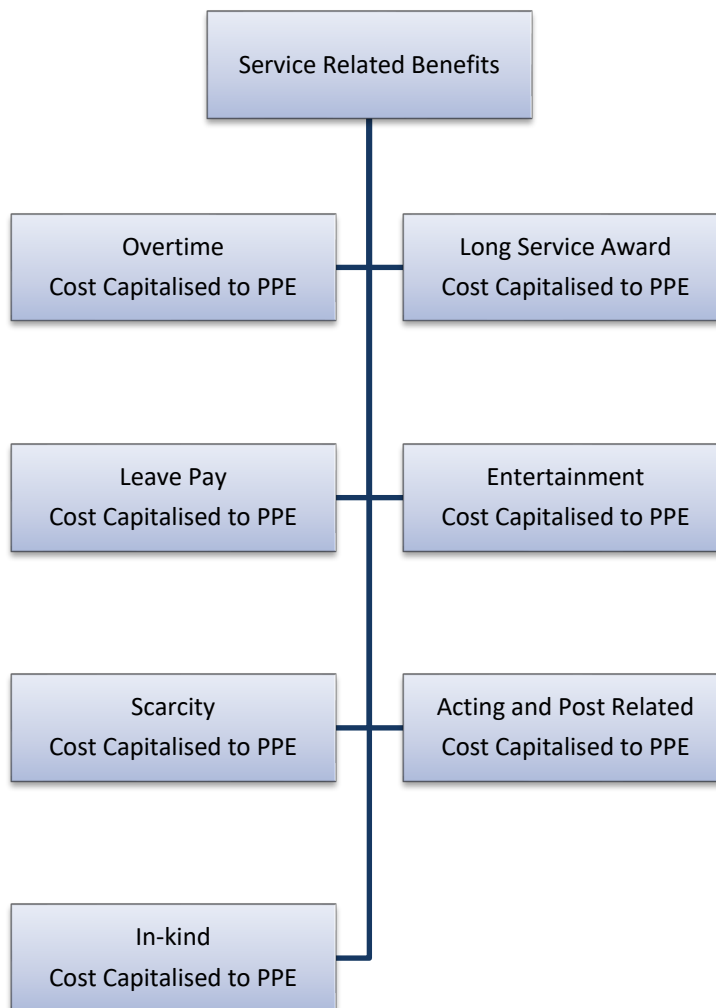 Service Related Benefits
Overtime
Cost Capitalised to PPE
Long Service Award
Cost Capitalised to PPE
Leave Pay
Cost Capitalised to PPE
Entertainment
Cost Capitalised to PPE
Scarcity
Cost Capitalised to PPE
Acting and Post Related
Cost Capitalised to PPE
In-kind
Cost Capitalised to PPE